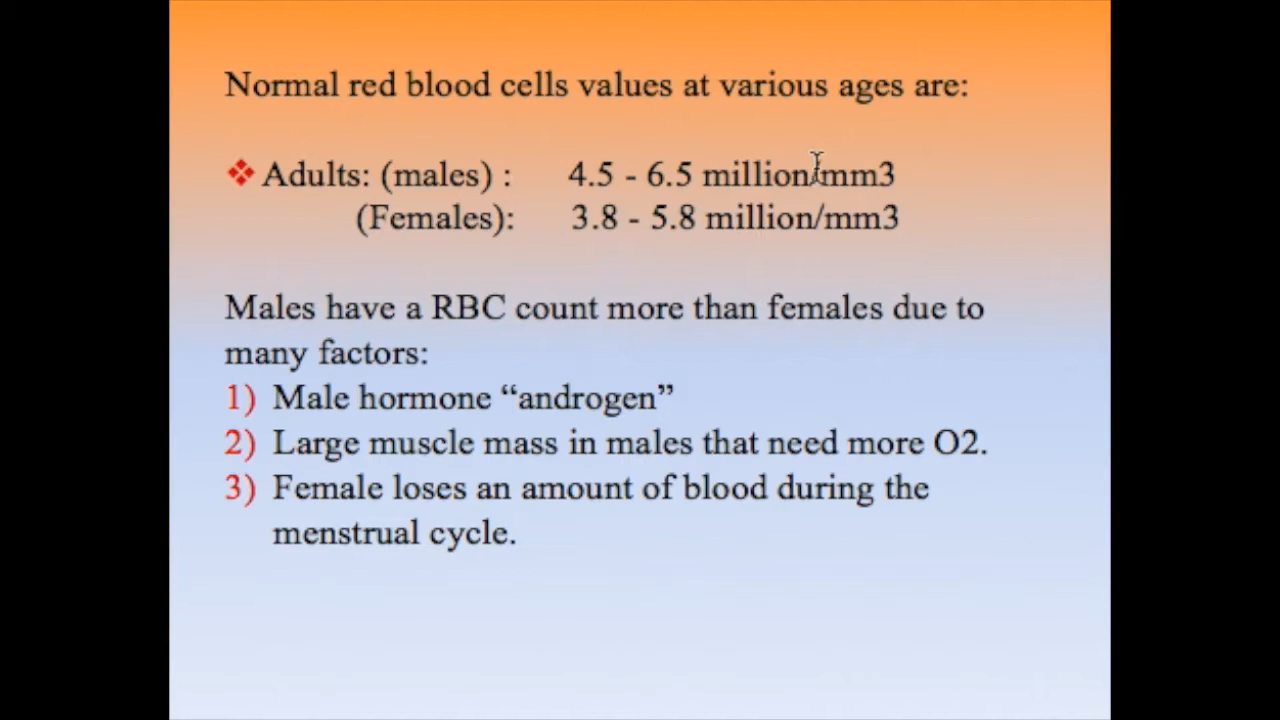 Normal red blood cells values at various ages are:
❖ Adults: (males) : 4.5 - 6.5 million/mm3
(Females): 3.8 - 5.8 million/mm3
Males have a RBC count more than females due to
many factors:
1) Male hormone “androgen”
2) Large muscle mass in males that need more O2.
3) Female loses an amount of blood during the
menstrual cycle.